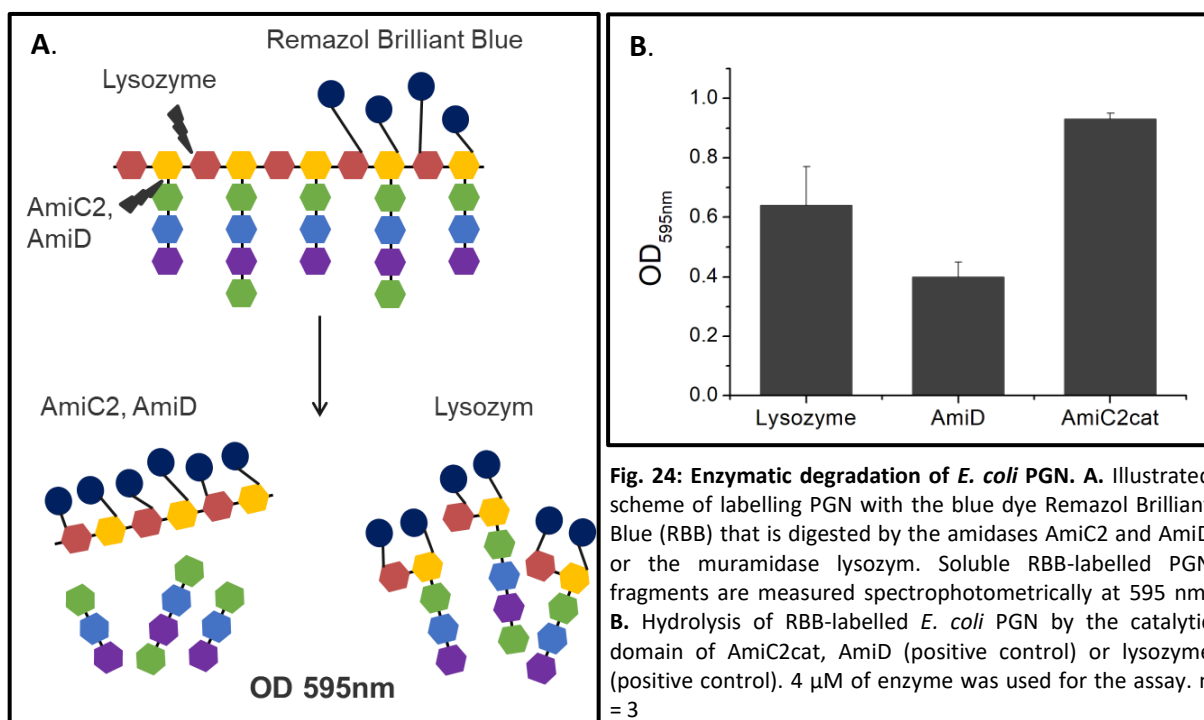 A.
Remazol Brilliant Blue
Lysozyme
AmiC2,
AmiD
AmiC2, AmiD
Lysozym
OD 595nm
B.
OD595nm
1.0
0.8
0.6
0.4
0.2
0.0
Lysozyme AmiD AmiC2cat
Fig. 24: Enzymatic degradation of E. coli PGN. A. Illustrated
scheme of labelling PGN with the blue dye Remazol Brilliant
Blue (RBB) that is digested by the amidases AmiC2 and AmiD
or the muramidase lysozym. Soluble RBB-labelled PGN
fragments are measured spectrophotometrically at 595 nm
B. Hydrolysis of RBB-labelled E. coli PGN by the catalytic
domain of AmiC2cat, AmiD (positive control) or lysozyme
(positive control). 4 µM of enzyme was used for the assay.
= 3